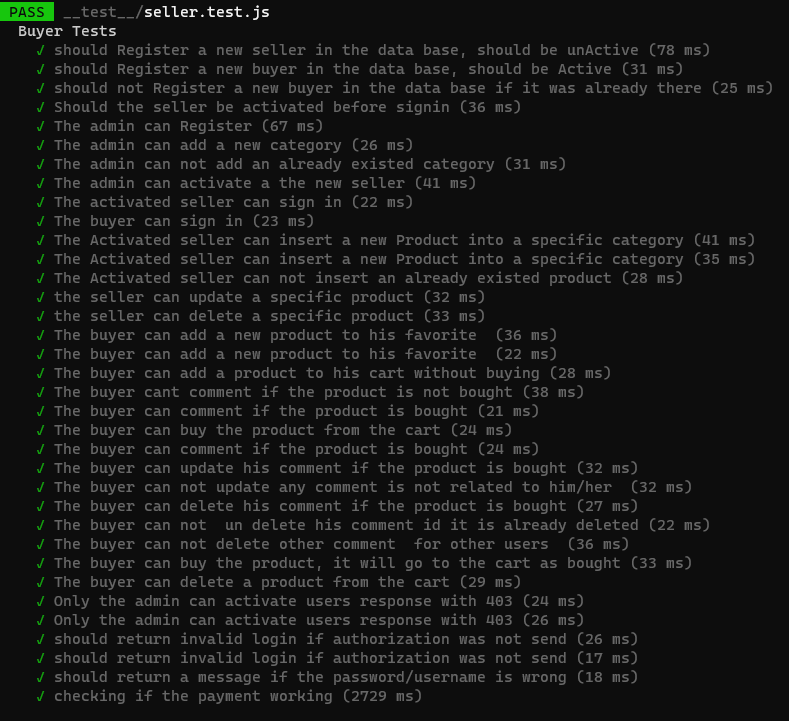 PASS __test__/seller.test.js
Buyer Tests
√ should Register a new seller in the data base, should be unActive (78 ms)
√ should Register a new buyer in the data base, should be Active (31 ms)
√ should not Register a new buyer in the data base if it was already there (25 ms)
√ Should the seller be activated before signin (36 ms)
√ The admin can Register (67 ms)
√ The admin can add a new category (26 ms)
√ The admin can not add an already existed category (31 ms)
√ The admin can activate a the new seller (41 ms)
√ The activated seller can sign in (22 ms)
√ The buyer can sign in (23 ms)
√ The Activated seller can insert a new Product into a specific category (41 ms)
√ The Activated seller can insert a new Product into a specific category (35 ms)
√ The Activated seller can not insert an already existed product (28 ms)
√ the seller can update a specific product (32 ms)
√ the seller can delete a specific product (33 ms)
√ The buyer can add a new product to his favorite  (36 ms)
√ The buyer can add a new product to his favorite  (22 ms)
√ The buyer can add a product to his cart without buying (28 ms)
√ The buyer cant comment if the product is not bought (38 ms)
√ The buyer can comment if the product is bought (21 ms)
√ The buyer can buy the product from the cart (24 ms)
√ The buyer can comment if the product is bought (24 ms)
√ The buyer can update his comment if the product is bought (32 ms)
√ The buyer can not update any comment is not related to him/her  (32 ms)
√ The buyer can delete his comment if the product is bought (27 ms)
√ The buyer can not  un delete his comment id it is already deleted (22 ms)
√ The buyer can not delete other comment  for other users  (36 ms)
√ The buyer can buy the product, it will go to the cart as bought (33 ms)
√ The buyer can delete a product from the cart (29 ms)
√ Only the admin can activate users response with 403 (24 ms)
√ Only the admin can activate users response with 403 (26 ms)
√ should return invalid login if authorization was not send (26 ms)
√ should return invalid login if authorization was not send (17 ms)
√ should return a message if the password/username is wrong (18 ms)
√ checking if the payment working (2729 ms)